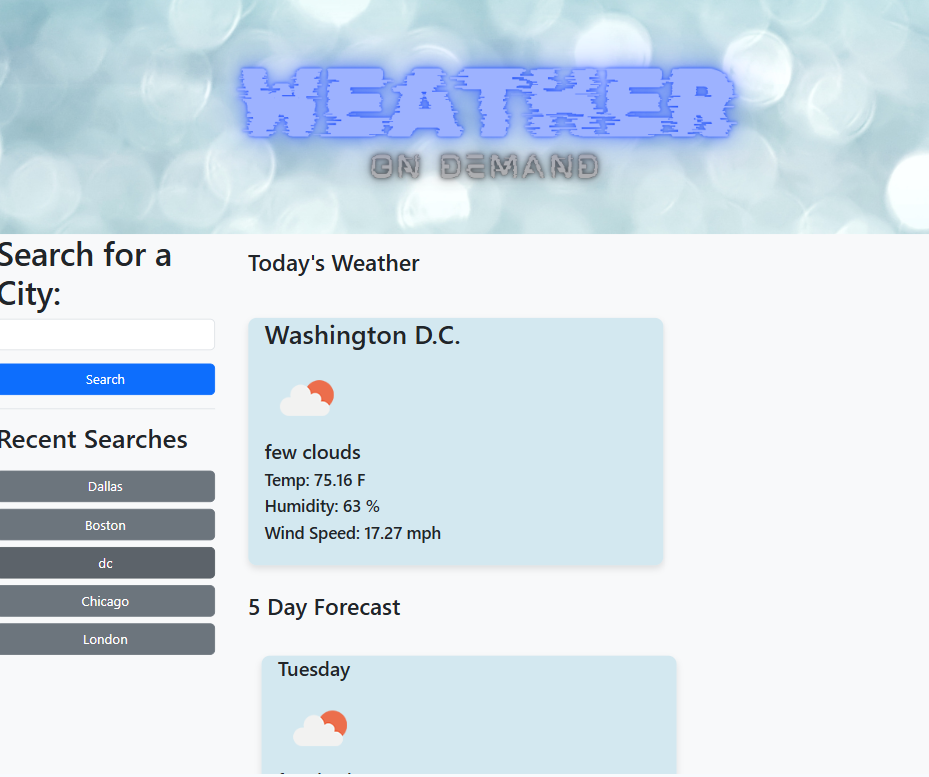 WEATHER
ON DEMAND
Search for a
City:
Search
Recent Searches
Dallas
Boston
dc
Chicago
London
Today's Weather
Washington D.C.
few clouds
Temp: 75.16 F
Humidity: 63 %
Wind Speed: 17.27 mph
5 Day Forecast
Tuesday